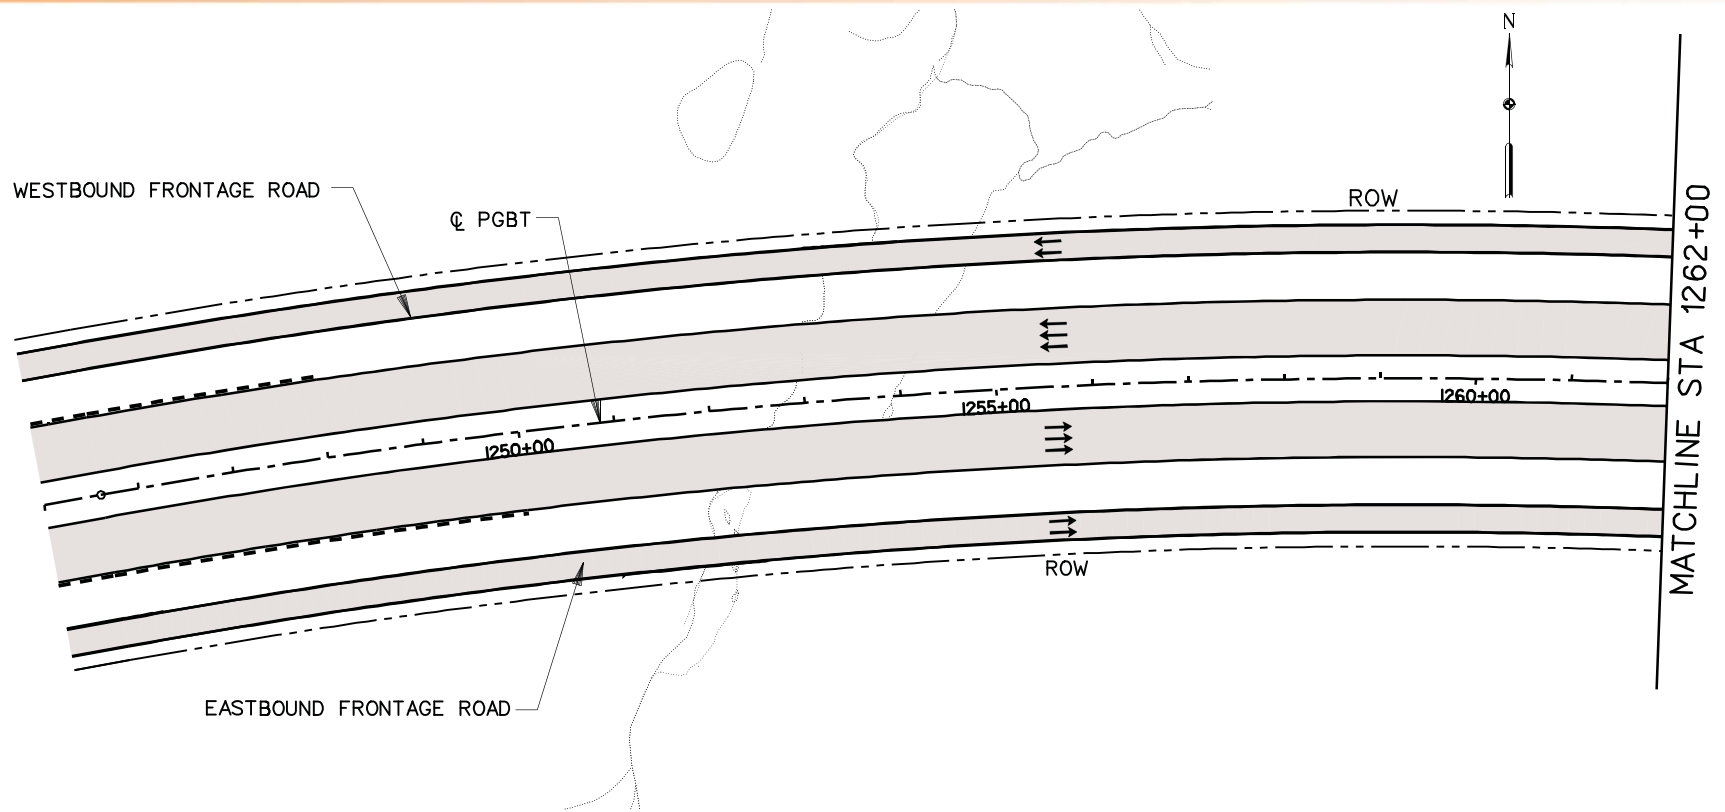 N
WESTBOUND FRONTAGE ROAD
ROW
℄ PGBT
MATCHLINE STA 1262+00
1260+00
1255+00
1250+00
ROW
EASTBOUND FRONTAGE ROAD